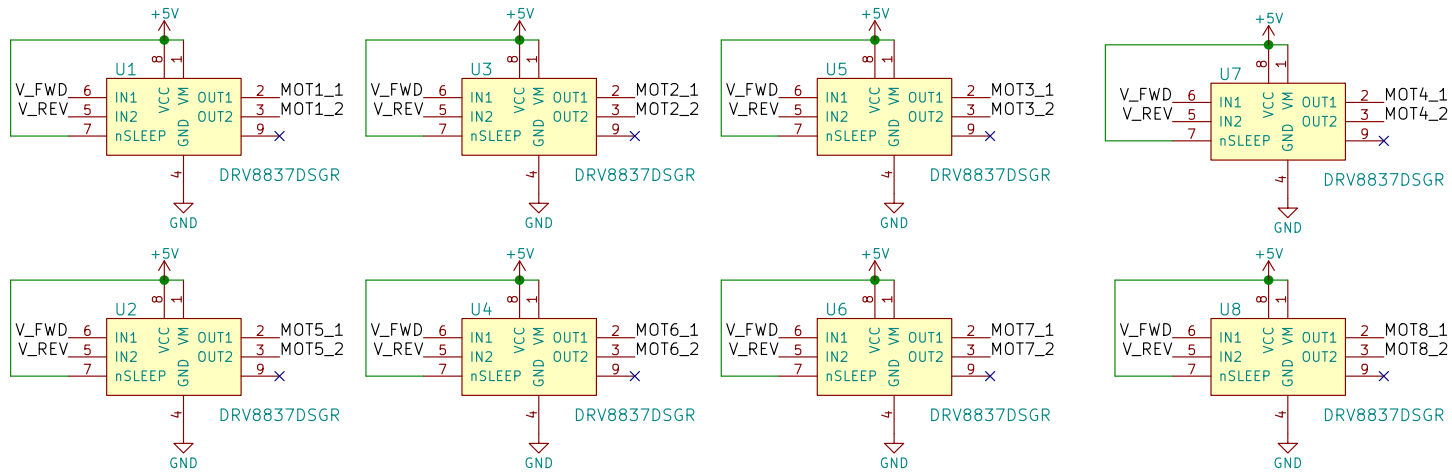 +5V
8
1
U1
V_FWD 6 IN1 VCC VM OUT1 2 MOT1_1
V_REV 5 IN2 OUT2 3 MOT1_2
7 nSLEEP GND 9
4
DRV8837DSGR
GND
+5V
8
1
U3
V_FWD 6 IN1 VCC VM OUT1 2 MOT2_1
V_REV 5 IN2 OUT2 3 MOT2_2
7 nSLEEP GND 9
4
DRV8837DSGR
GND
+5V
8
1
U5
V_FWD 6 IN1 VCC VM OUT1 2 MOT3_1
V_REV 5 IN2 OUT2 3 MOT3_2
7 nSLEEP GND 9
4
DRV8837DSGR
GND
+5V
8
1
U7
V_FWD 6 IN1 VCC VM OUT1 2 MOT4_1
V_REV 5 IN2 OUT2 3 MOT4_2
7 nSLEEP GND 9
4
DRV8837DSGR
GND
+5V
8
1
U2
V_FWD 6 IN1 VCC VM OUT1 2 MOT5_1
V_REV 5 IN2 OUT2 3 MOT5_2
7 nSLEEP GND 9
4
DRV8837DSGR
GND
+5V
8
1
U4
V_FWD 6 IN1 VCC VM OUT1 2 MOT6_1
V_REV 5 IN2 OUT2 3 MOT6_2
7 nSLEEP GND 9
4
DRV8837DSGR
GND
+5V
8
1
U6
V_FWD 6 IN1 VCC VM OUT1 2 MOT7_1
V_REV 5 IN2 OUT2 3 MOT7_2
7 nSLEEP GND 9
4
DRV8837DSGR
GND
+5V
8
1
U8
V_FWD 6 IN1 VCC VM OUT1 2 MOT8_1
V_REV 5 IN2 OUT2 3 MOT8_2
7 nSLEEP GND 9
4
DRV8837DSGR
GND